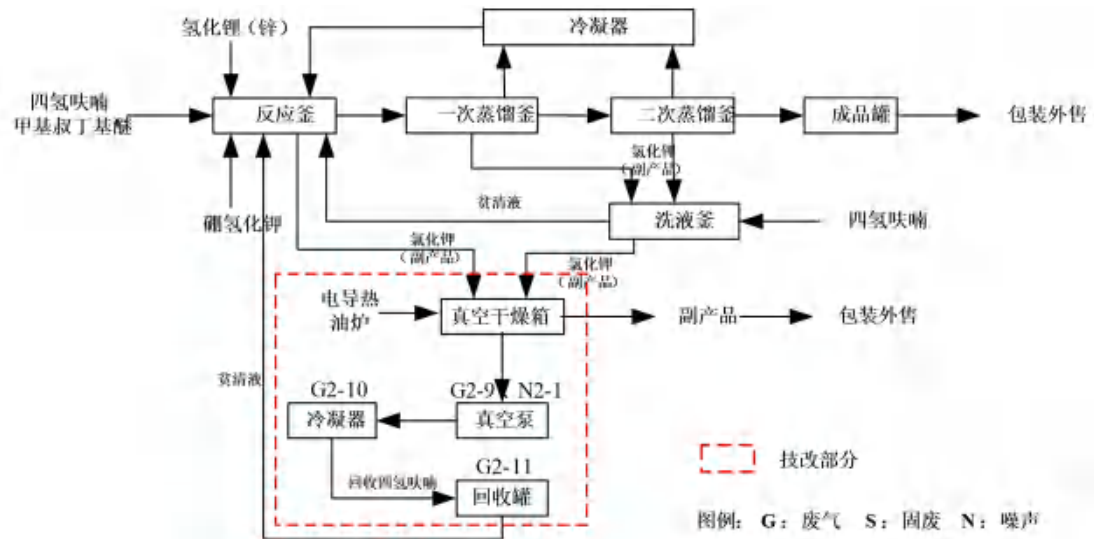 氢化锂（锌）
冷凝器
四氢呋喃
甲基叔丁基醚
反应釜
一次蒸馏釜
二次蒸馏釜
成品罐
包装外售
氯化钾
（副产品）
硼氢化钾
贫清液
洗液釜
四氢呋喃
氯化钾
（副产品）
氯化钾
（副产品）
电导热
油炉
真空干燥箱
副产品
包装外售
贫清液
G2-10
G2-9
N2-1
冷凝器
真空泵
G2-11
回收四氢呋喃
回收罐
技改部分
图例：G：废气 S：固废 N：噪声